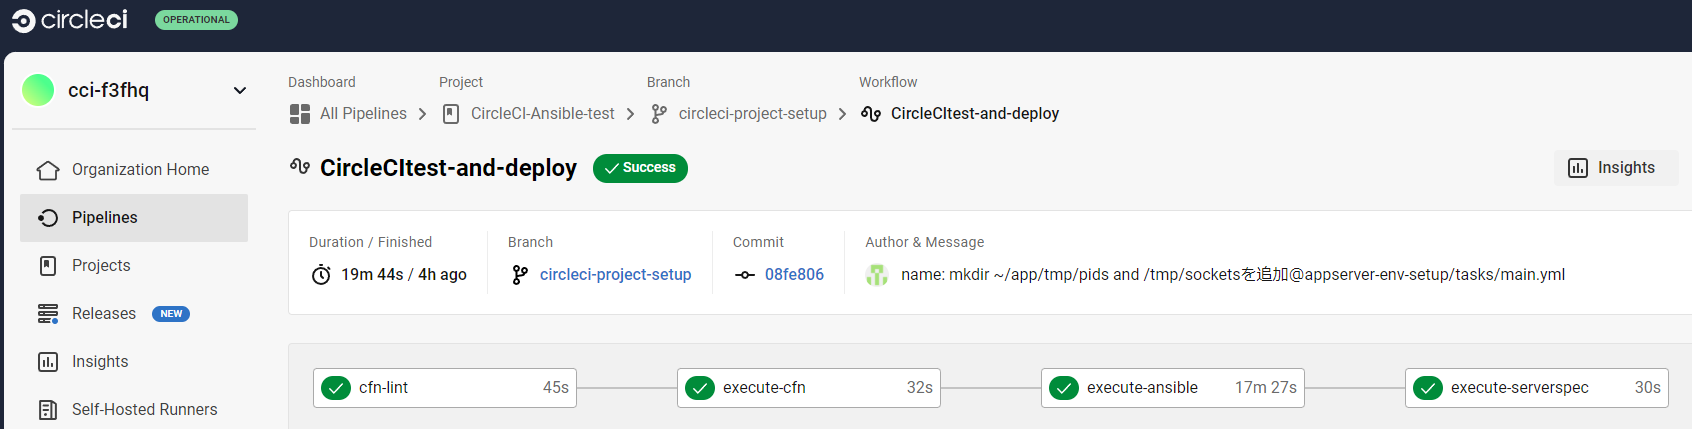 circleci OPERATIONAL
cci-f3fhq
Organization Home
Pipelines
Projects
Releases NEW
Insights
Self-Hosted Runners
Dashboard Project Branch Workflow
All Pipelines CircleCI-Ansible-test circleci-project-setup CircleCItest-and-deploy
CircleCItest-and-deploy Success
Insights
Duration / Finished Branch Commit Author & Message
19m 44s / 4h ago circleci-project-setup 08fe806 name: mkdir ~/app/tmp/pids and /tmp/socketsを追加@appserver-env-setup/tasks/main.yml
cfn-lint 45s execute-cfn 32s execute-ansible 17m 27s execute-serverspec 30s